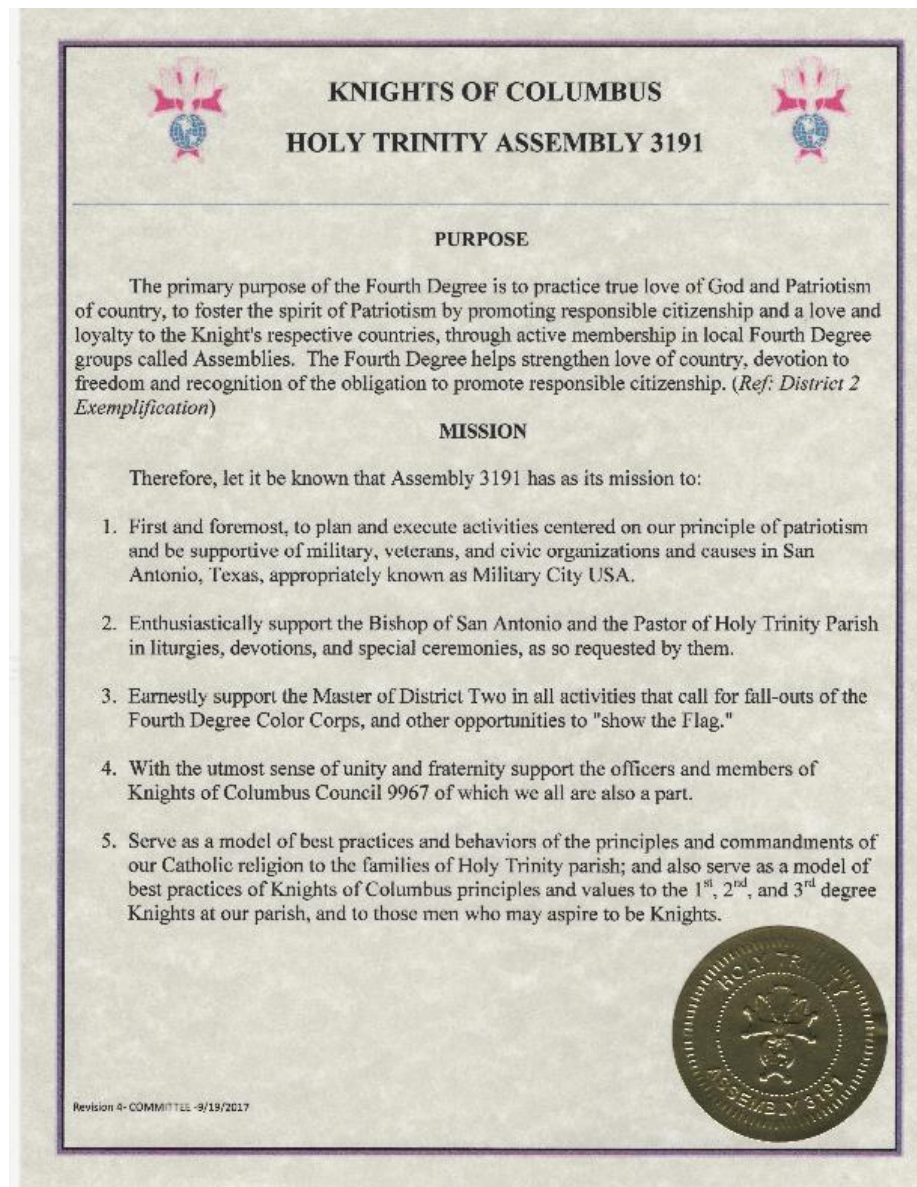 KNIGHTS OF COLUMBUS
HOLY TRINITY ASSEMBLY 3191
PURPOSE
The primary purpose of the Fourth Degree is to practice true love of God and Patriotism
of country, to foster the spirit of Patriotism by promoting responsible citizenship and a love and
loyalty to the Knight's respective countries, through active membership in local Fourth Degree
groups called Assemblies. The Fourth Degree helps strengthen love of country, devotion to
freedom and recognition of the obligation to promote responsible citizenship. (Ref: District 2
Exemplification)
MISSION
Therefore, let it be known that Assembly 3191 has as its mission to:
1. First and foremost, to plan and execute activities centered on our principle of patriotism
and be supportive of military, veterans, and civic organizations and causes in San
Antonio, Texas, appropriately known as Military City USA.
2. Enthusiastically support the Bishop of San Antonio and the Pastor of Holy Trinity Parish
in liturgies, devotions, and special ceremonies, as so requested by them.
3. Earnestly support the Master of District Two in all activities that call for fall-outs of the
Fourth Degree Color Corps, and other opportunities to "show the Flag."
4. With the utmost sense of unity and fraternity support the officers and members of
Knights of Columbus Council 9967 of which we all are also a part.
5. Serve as a model of best practices and behaviors of the principles and commandments of
our Catholic religion to the families of Holy Trinity parish; and also serve as a model of
best practices of Knights of Columbus principles and values to the 1st, 2nd, and 3rd degree
Knights at our parish, and to those men who may aspire to be Knights.
HOLY TRINITY
ASSEMBLY 3191
Revision 4- COMMITTEE -9/19/2017